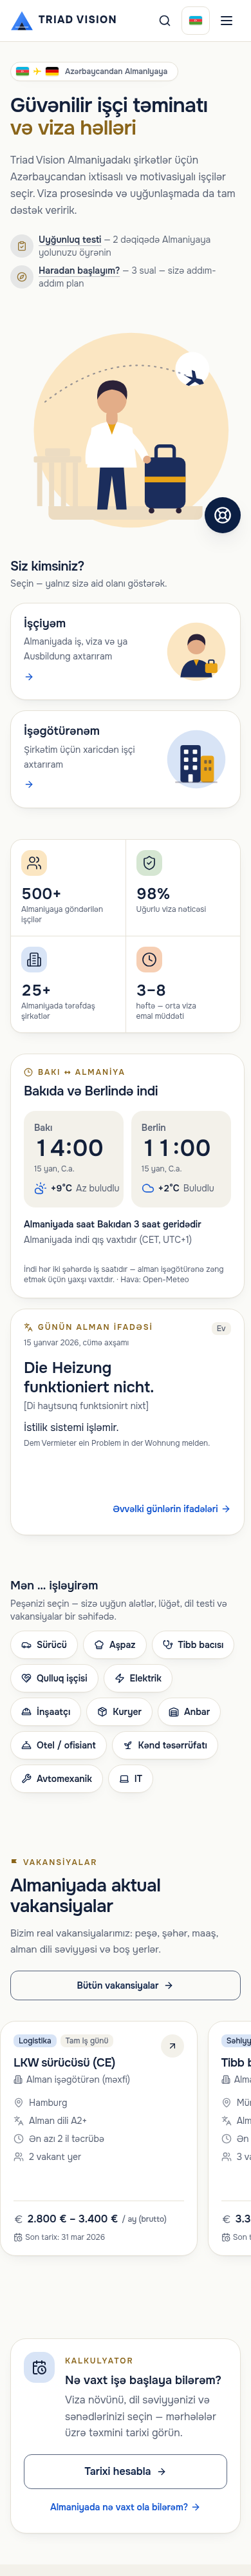 TRIAD VISION
Azərbaycandan Almaniyaya
Güvənilir işçi təminatı
və viza həlləri
Triad Vision Almaniyadakı şirkətlər üçün
Azərbaycandan ixtisaslı və motivasiyalı işçilər
seçir. Viza prosesində və uyğunlaşmada da tam
dəstək veririk.
Uyğunluq testi — 2 dəqiqədə Almaniyaya
yolunuzu öyrənin
Haradan başlayım? — 3 sual — sizə addım-
addım plan
Siz kimsiniz?
Seçin — yalnız sizə aid olanı göstərək.
İşçiyəm
Almaniyada iş, viza və ya
Ausbildung axtarıram
İşəgötürənəm
Şirkətim üçün xaricdən işçi
axtarıram
500+
Almaniyaya göndərilən
işçilər
98%
Uğurlu viza nəticəsi
25+
Almaniyada tərəfdaş
şirkətlər
3–8
həftə — orta viza
emal müddəti
BAKI ↔ ALMANİYA
Bakıda və Berlində indi
Bakı
14:00
15 yan, C.a.
+9°C Az buludlu
Berlin
11:00
15 yan, C.a.
+2°C Buludlu
Almaniyada saat Bakıdan 3 saat geridədir
Almaniyada indi qış vaxtıdır (CET, UTC+1)
İndi hər iki şəhərdə iş saatıdır — alman işəgötürənə zəng
etmək üçün yaxşı vaxtdır. · Hava: Open-Meteo
GÜNÜN ALMAN İFADƏSİ
Ev
15 yanvar 2026, cümə axşamı
Die Heizung
funktioniert nicht.
[Di haytsunq funktsionirt nixt]
İstilik sistemi işləmir.
Dem Vermieter ein Problem in der Wohnung melden.
Əvvəlki günlərin ifadələri →
Mən … işləyirəm
Peşənizi seçin — sizə uyğun alətlər, lüğət, dil testi və
vakansiyalar bir səhifədə.
Sürücü
Aşpaz
Tibb bacısı
Qulluq işçisi
Elektrik
İnşaatçı
Kuryer
Anbar
Otel / ofisiant
Kənd təsərrüfatı
Avtomexanik
IT
VAKANSİYALAR
Almaniyada aktual
vakansiyalar
Bizim real vakansiyalarımız: peşə, şəhər, maaş,
alman dili səviyyəsi və boş yerlər.
Bütün vakansiyalar →
Logistika
Tam iş günü
LKW sürücüsü (CE)
Alman işəgötürən (məxfi)
Hamburg
Alman dili A2+
Ən azı 2 il təcrübə
2 vakant yer
2.800 € – 3.400 € / ay (brutto)
Son tarix: 31 mar 2026
Tibb b
Ən
3 va
3.3
KALKULYATOR
Nə vaxt işə başlaya bilərəm?
Viza növünü, dil səviyyənizi və
sənədlərinizi seçin — mərhələlər
üzrə təxmini tarixi görün.
Tarixi hesabla →
Almaniyada nə vaxt ola bilərəm? →